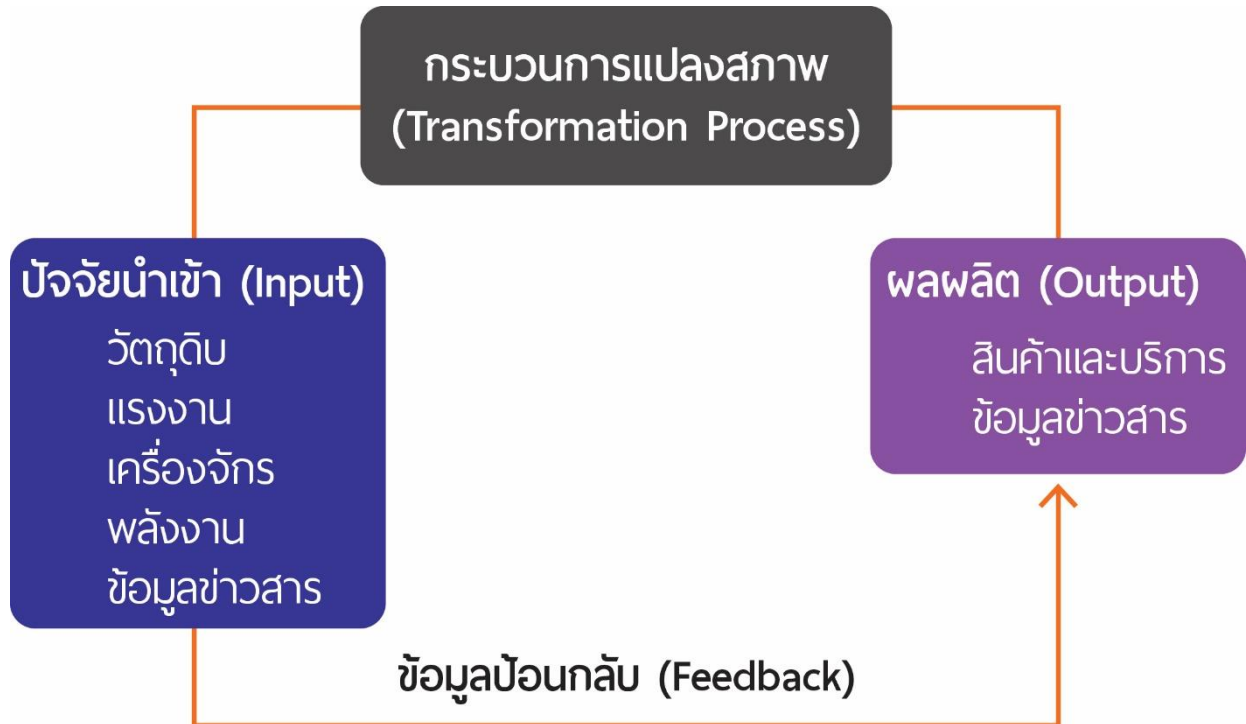 กระบวนการแปลงสภาพ
(Transformation Process)
ปัจจัยนำเข้า (Input)
วัตถุดิบ
แรงงาน
เครื่องจักร
พลังงาน
ข้อมูลข่าวสาร
ผลผลิต (Output)
สินค้าและบริการ
ข้อมูลข่าวสาร
ข้อมูลป้อนกลับ (Feedback)